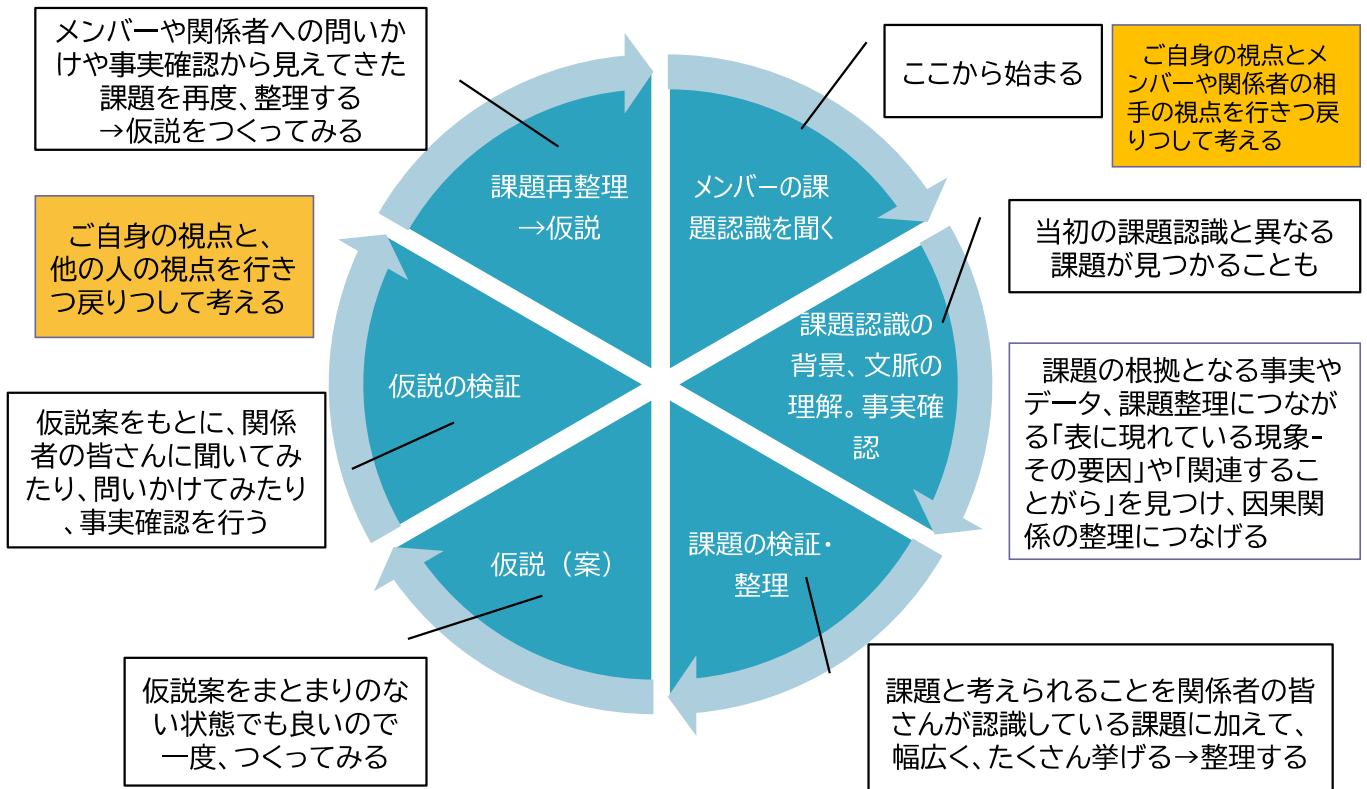 メンバーや関係者への問いか
けや事実確認から見えてきた
課題を再度、整理する
→仮説をつくってみる
ここから始まる
ご自身の視点とメ
ンバーや関係者の相
手の視点を行きつ戻
りつして考える
課題再整理
→仮説
メンバーの課
題認識を聞く
ご自身の視点と、
他の人の視点を行き
つ戻りつして考える
当初の課題認識と異なる
課題が見つかることも
課題認識の
背景、文脈の
理解。事実確
認
仮説の検証
課題の根拠となる事実や
データ、課題整理につなが
る「表に現れている現象-
その要因」や「関連するこ
とがら」を見つけ、因果関
係の整理につなげる
仮説案をもとに、関係
者の皆さんに聞いてみ
たり、問いかけてみたり
、事実確認を行う
仮説（案）
課題の検証・
整理
仮説案をまとまりのな
い状態でも良いので
一度、つくってみる
課題と考えられることを関係者の皆
さんが認識している課題に加えて、
幅広く、たくさん挙げる→整理する